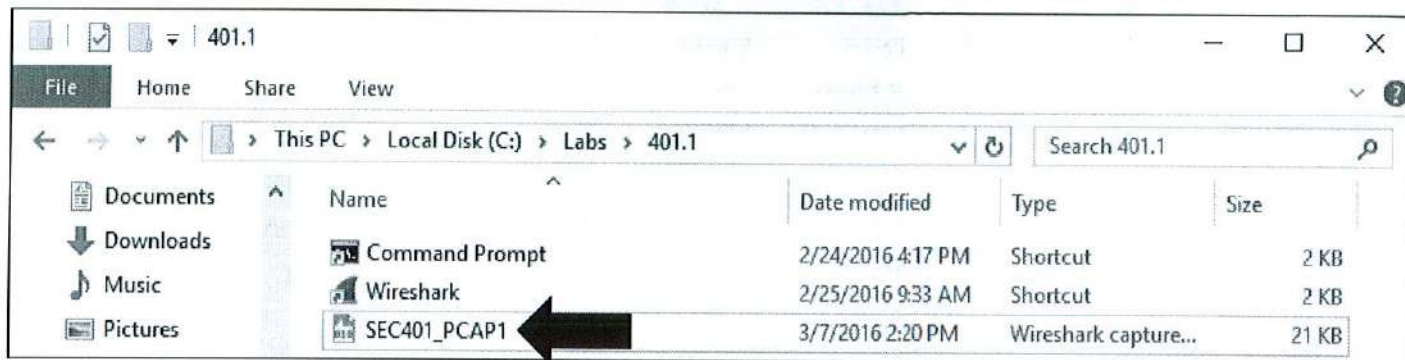 401.1
File Home Share View
This PC > Local Disk (C:) > Labs > 401.1 Search 401.1
Documents Name Date modified Type Size
Downloads Command Prompt 2/24/2016 4:17 PM Shortcut 2 KB
Music Wireshark 2/25/2016 9:33 AM Shortcut 2 KB
Pictures SEC401_PCAP1 3/7/2016 2:20 PM Wireshark capture... 21 KB